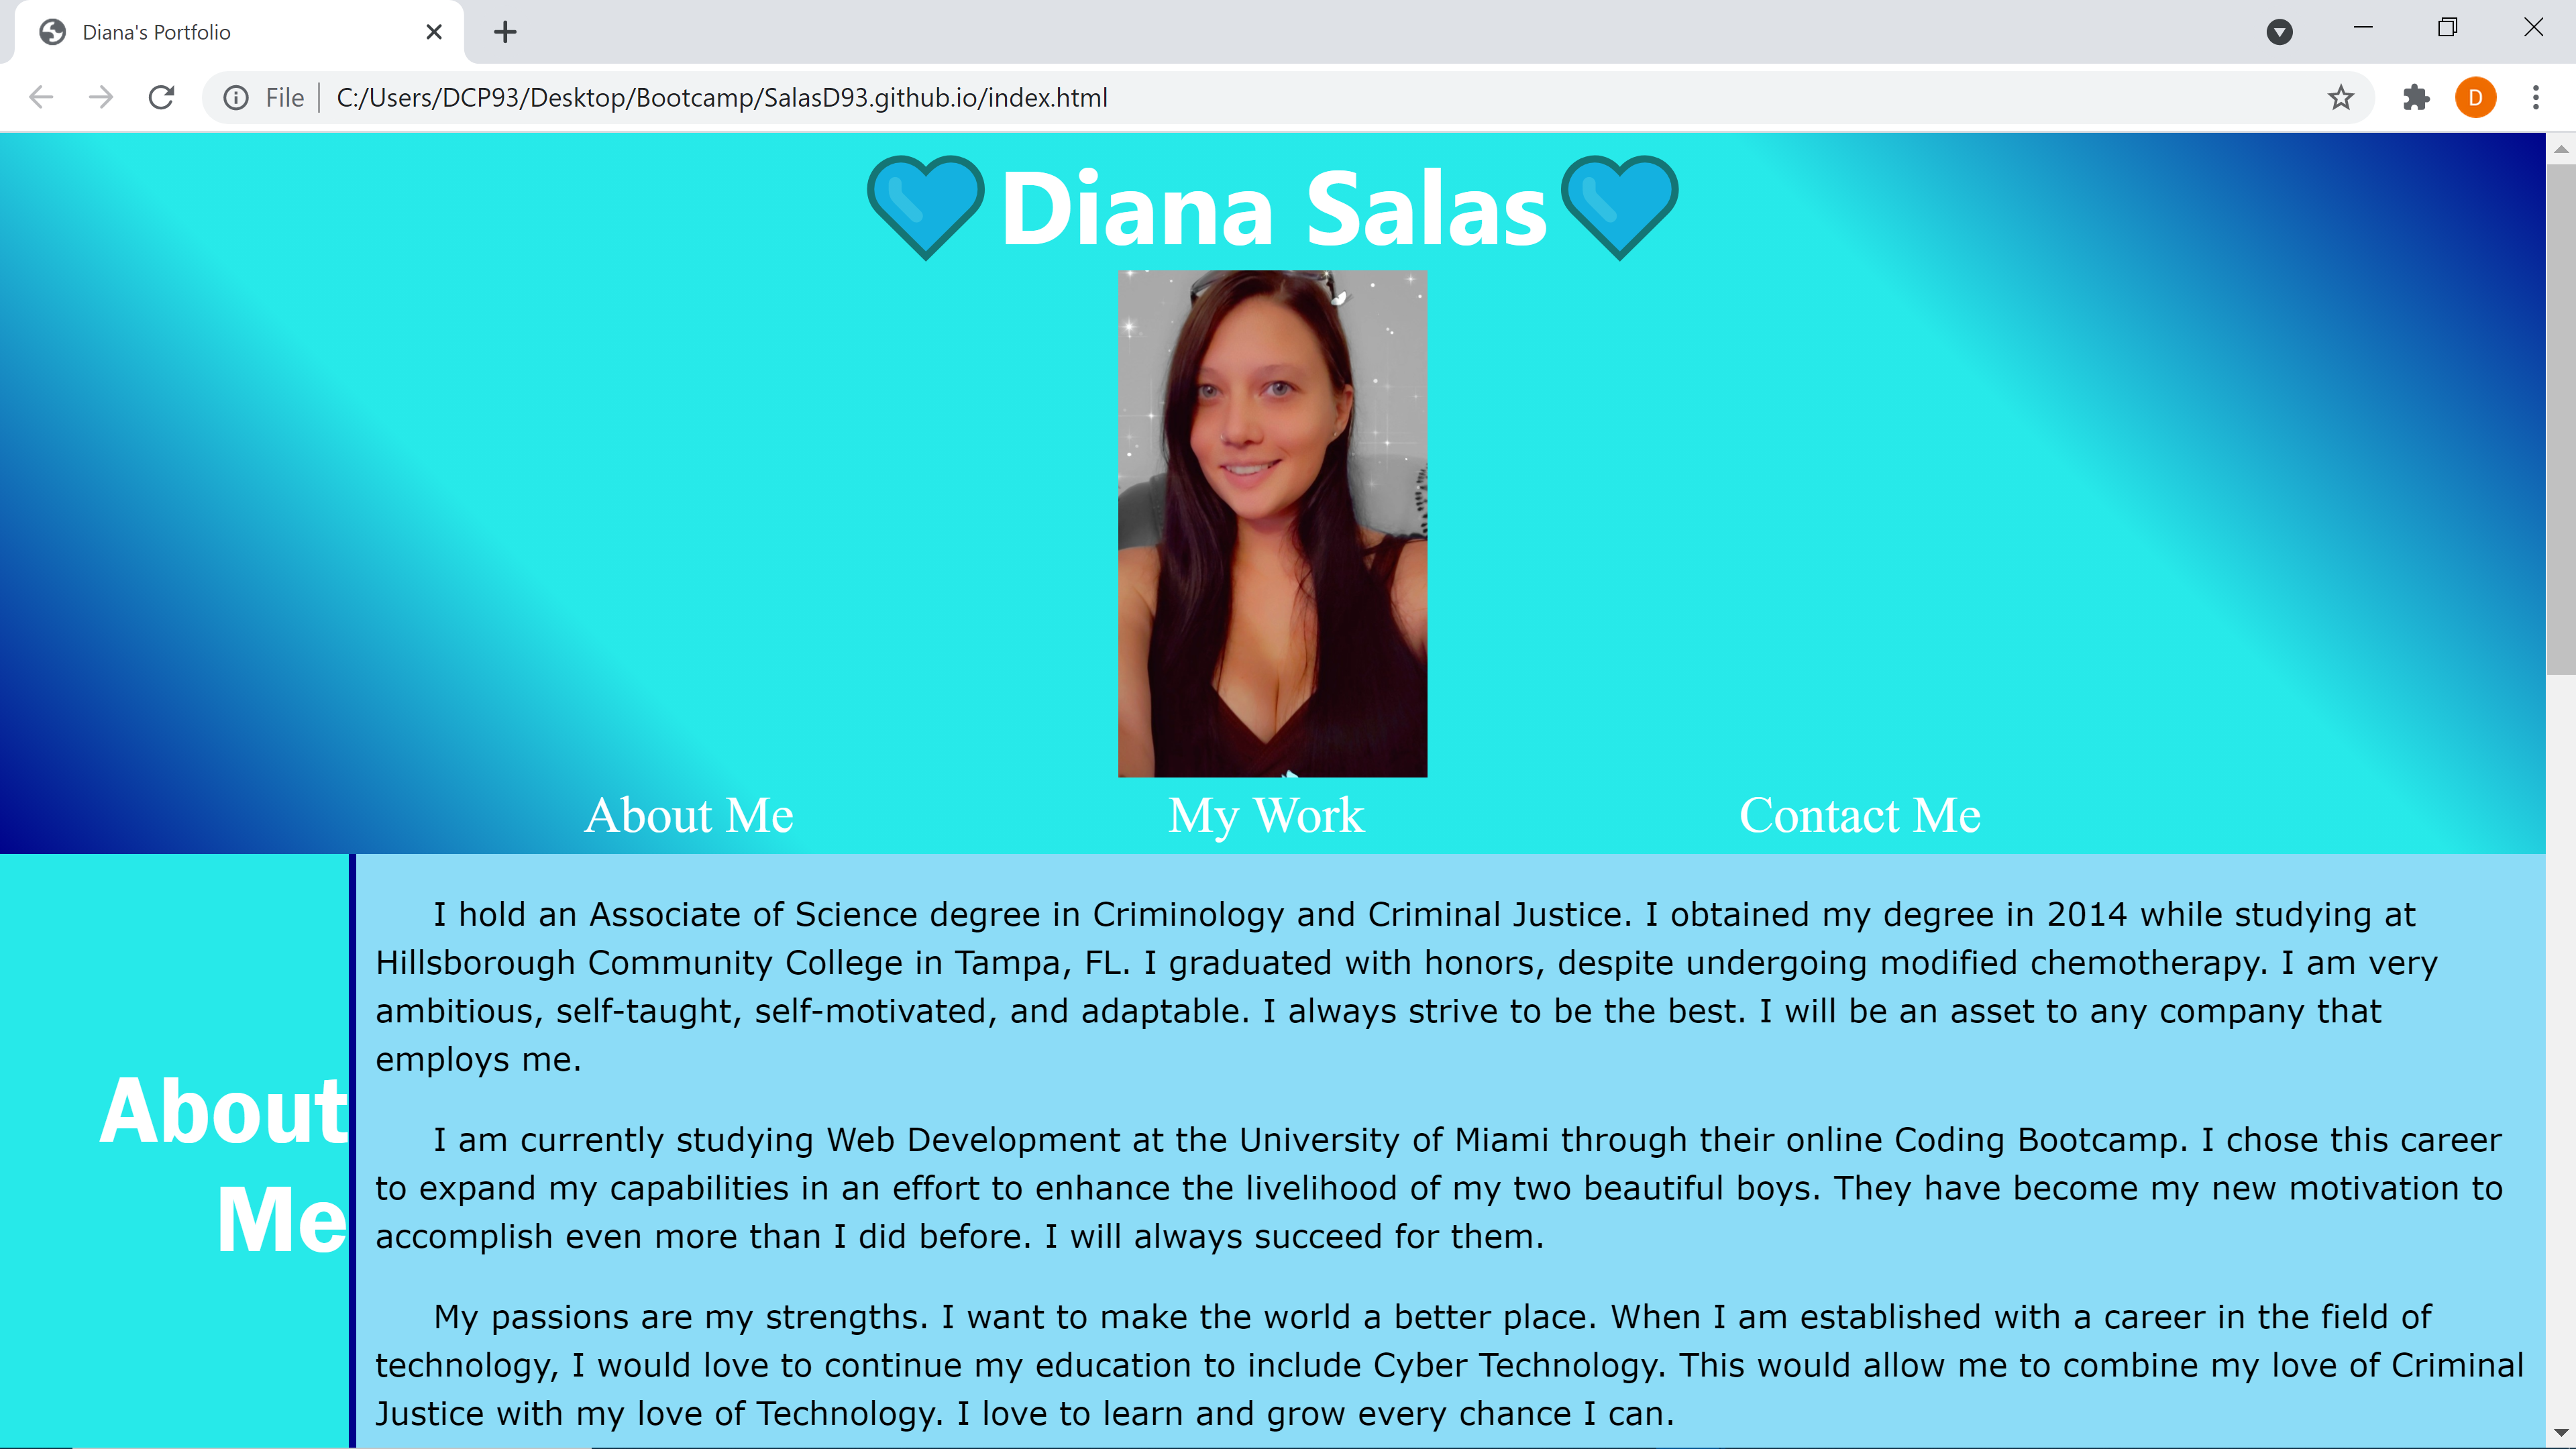 Diana's Portfolio
File
C:/Users/DCP93/Desktop/Bootcamp/SalasD93.github.io/index.html
D
Diana Salas
About Me
My Work
Contact Me
About
Me
I hold an Associate of Science degree in Criminology and Criminal Justice. I obtained my degree in 2014 while studying at
Hillsborough Community College in Tampa, FL. I graduated with honors, despite undergoing modified chemotherapy. I am very
ambitious, self-taught, self-motivated, and adaptable. I always strive to be the best. I will be an asset to any company that
employs me.
I am currently studying Web Development at the University of Miami through their online Coding Bootcamp. I chose this career
to expand my capabilities in an effort to enhance the livelihood of my two beautiful boys. They have become my new motivation to
accomplish even more than I did before. I will always succeed for them.
My passions are my strengths. I want to make the world a better place. When I am established with a career in the field of
technology, I would love to continue my education to include Cyber Technology. This would allow me to combine my love of Criminal
Justice with my love of Technology. I love to learn and grow every chance I can.